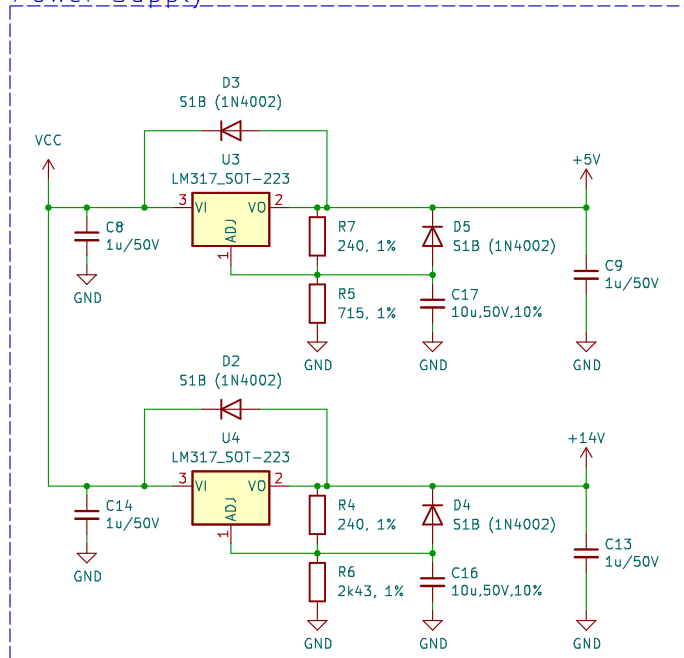 Power Supply
D3
S1B (1N4002)
VCC
U3
+5V
LM317_SOT-223
3
VI
VO
2
ADJ
1
C8
1u/50V
GND
R7
240, 1%
D5
S1B (1N4002)
R5
715, 1%
C17
10u,50V,10%
C9
1u/50V
GND
GND
GND
D2
S1B (1N4002)
U4
+14V
LM317_SOT-223
3
VI
VO
2
ADJ
1
C14
1u/50V
GND
R4
240, 1%
D4
S1B (1N4002)
R6
2k43, 1%
C16
10u,50V,10%
C13
1u/50V
GND
GND
GND